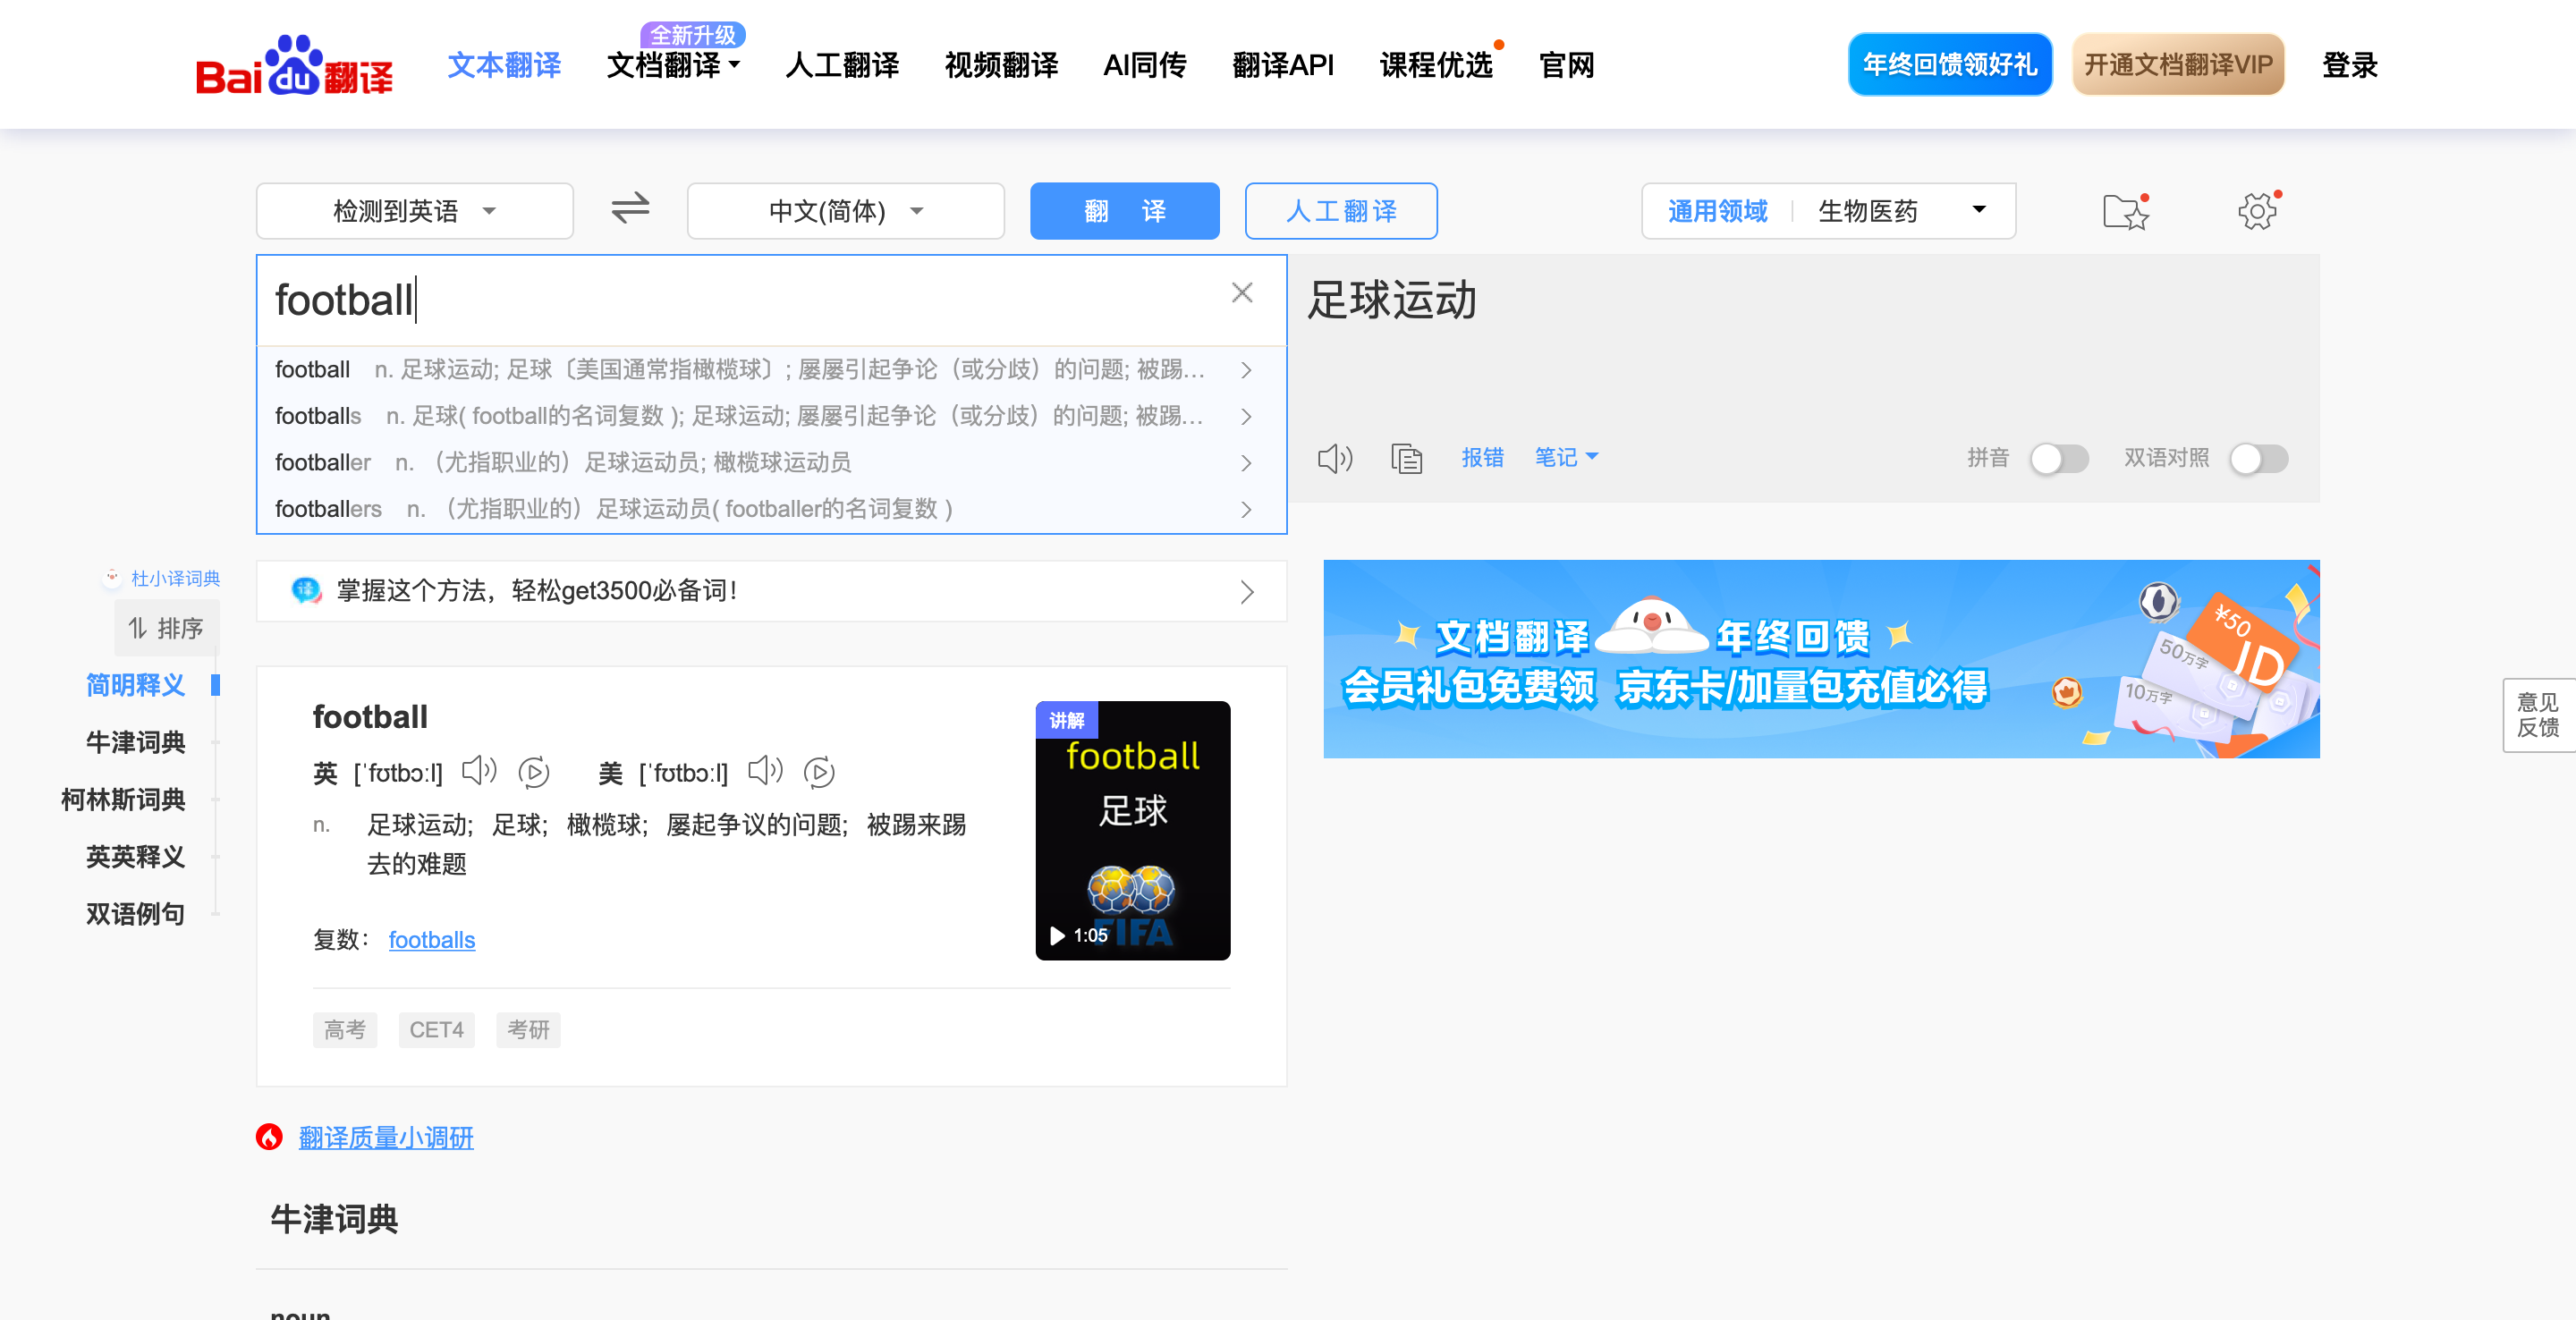 Bai du 翻译
文本翻译
全新升级
文档翻译
人工翻译
视频翻译
AI同传
翻译API
课程优选
官网
年终回馈领好礼
开通文档翻译VIP
登录
检测到英语
中文(简体)
翻 译
人工翻译
通用领域
生物医药
football
足球运动
football n. 足球运动; 足球〔美国通常指橄榄球〕; 屡屡引起争论（或分歧）的问题; 被踢…
footballs n. 足球( football的名词复数 ); 足球运动; 屡屡引起争论（或分歧）的问题; 被踢…
footballer n. （尤指职业的）足球运动员; 橄榄球运动员
footballers n. （尤指职业的）足球运动员( footballer的名词复数 )
报错
笔记
拼音
双语对照
杜小译词典
排序
简明释义
牛津词典
柯林斯词典
英英释义
双语例句
译 掌握这个方法，轻松get3500必备词！
文档翻译 年终回馈
会员礼包免费领 京东卡/加量包充值必得
¥50
JD
50万字
10万字
意见
反馈
football
英 [ˈfʊtbɔːl] 美 [ˈfʊtbɔːl]
n. 足球运动; 足球; 橄榄球; 屡起争议的问题; 被踢来踢
去的难题
复数： footballs
讲解
football
足球
FIFA
1:05
高考
CET4
考研
翻译质量小调研
牛津词典
noun